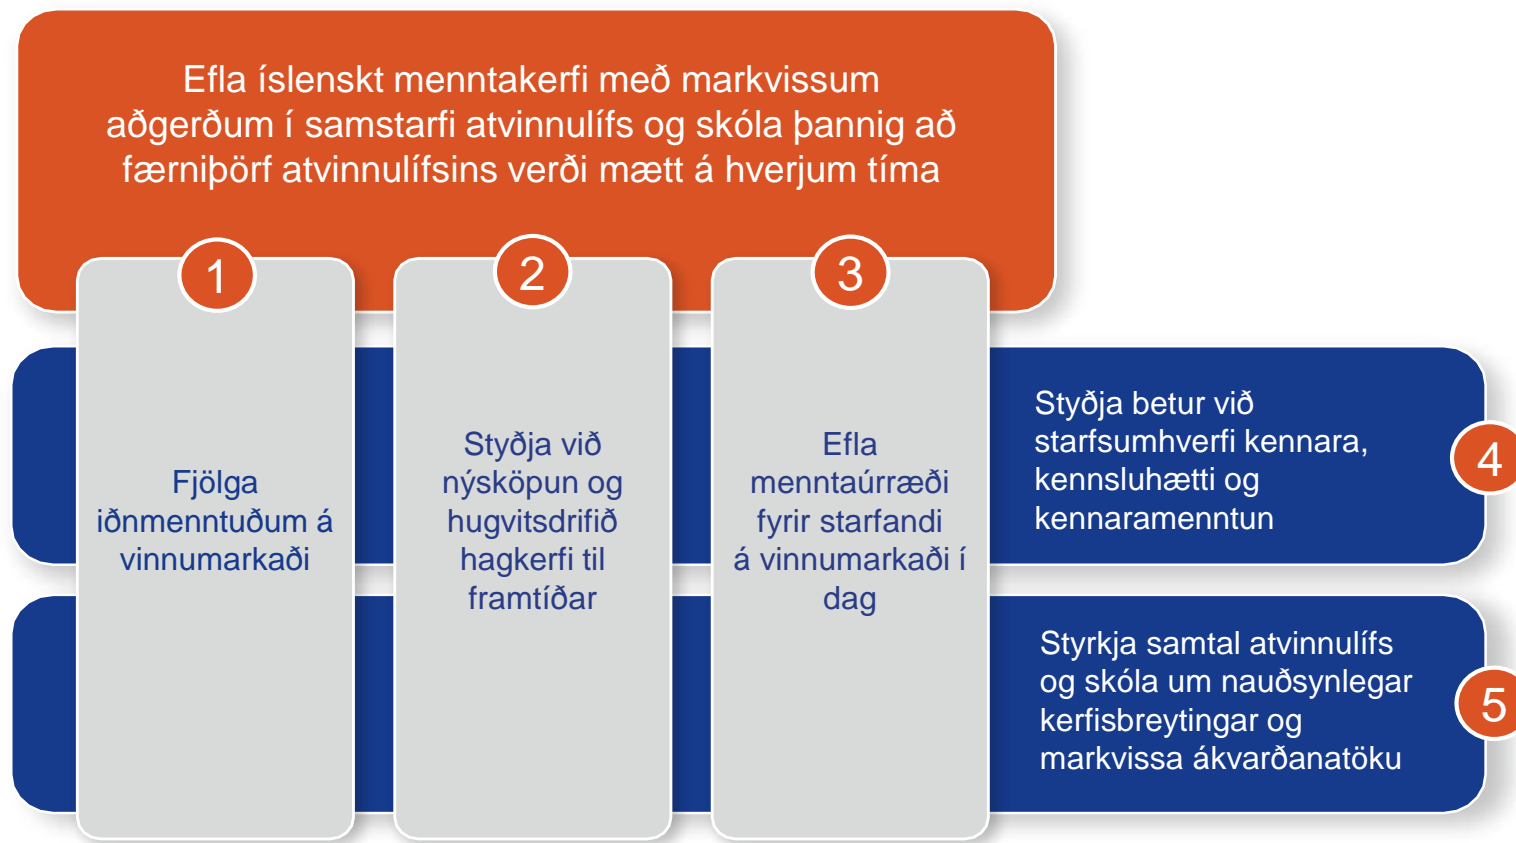 Efla íslenskt menntakerfi með markvissum
aðgerðum í samstarfi atvinnulífs og skóla þannig að
færniþörf atvinnulífsins verði mætt á hverjum tíma
1
Fjölga
iðnmenntuðum á
vinnumarkaði
2
Styðja við
nýsköpun og
hugvitsdrifið
hagkerfi til
framtíðar
3
Efla
menntaúrræði
fyrir starfandi
á vinnumarkaði í
dag
Styðja betur við
starfsumhverfi kennara,
kennsluhætti og
kennaramenntun
4
Styrkja samtal atvinnulífs
og skóla um nauðsynlegar
kerfisbreytingar og
markvissa ákvarðanatöku
5